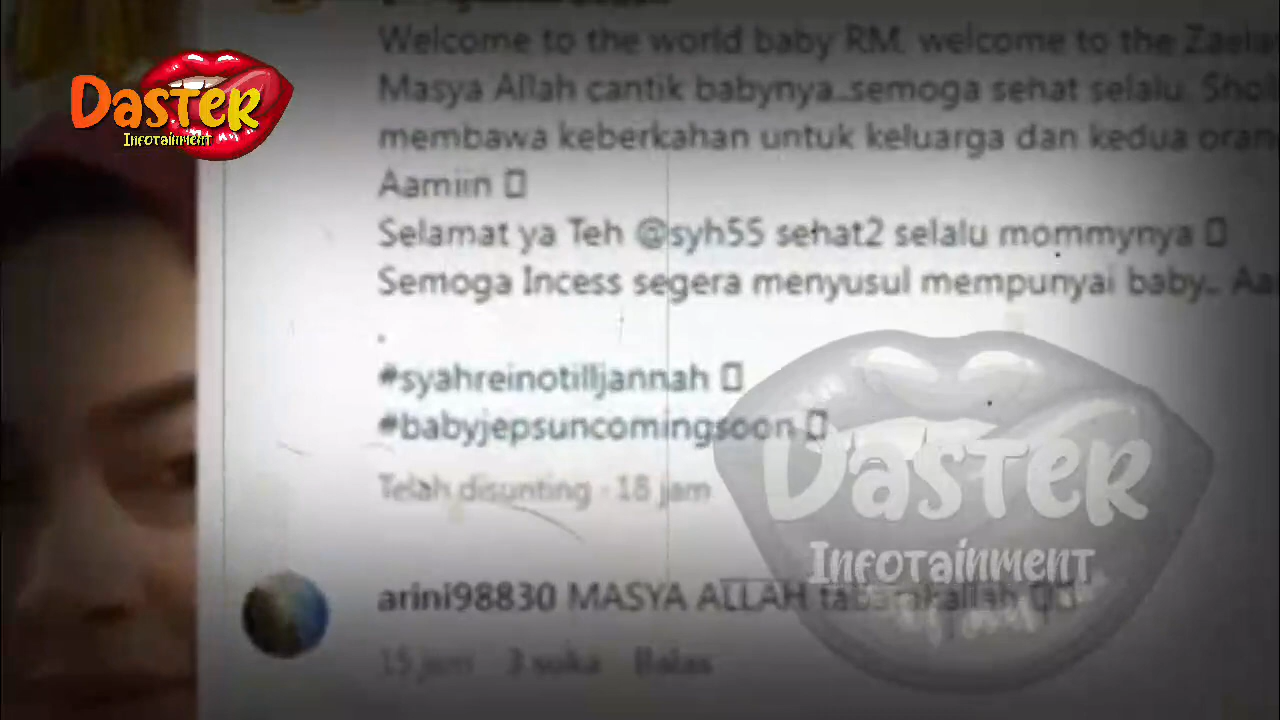 DASTER
INFOTAINMENT
Welcome to the world baby RM, welcome to the
Masya Allah cantik babynya..semoga sehat selalu,
membawa keberkahan untuk keluarga dan kedua
Aamiin
Selamat ya Teh @syh55 sehat2 selalu mommynya
Semoga Incess segera menyusul mempunyai baby..
.
#syahreinotilljannah
#babyjepsuncomingsoon
Telah disunting · 18 jam
DASTER
INFOTAINMENT
arini98830 MASYA ALLAH tabarakallah
15 jam 3 suka Balas